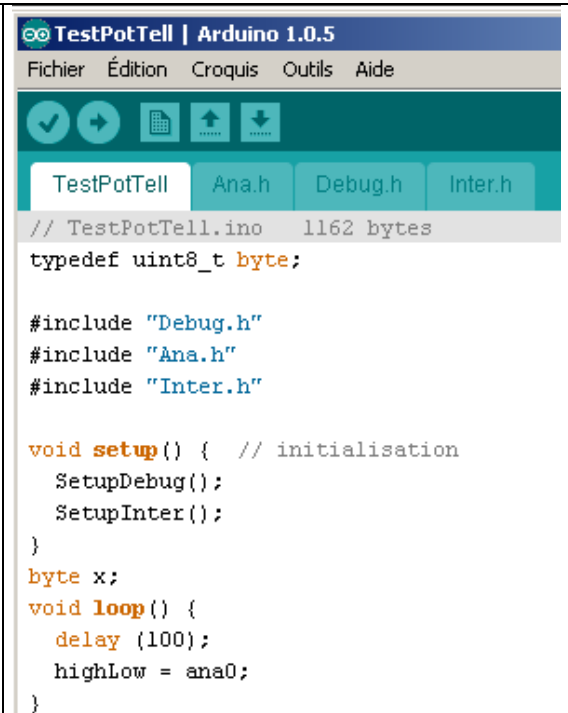 TestPotTell | Arduino 1.0.5
Fichier Édition Croquis Outils Aide
TestPotTell Ana.h Debug.h Inter.h
// TestPotTell.ino   1162 bytes
typedef uint8_t byte;

#include "Debug.h"
#include "Ana.h"
#include "Inter.h"

void setup() {  // initialisation
  SetupDebug();
  SetupInter();
}
byte x;
void loop() {
  delay (100);
  highLow = ana0;
}